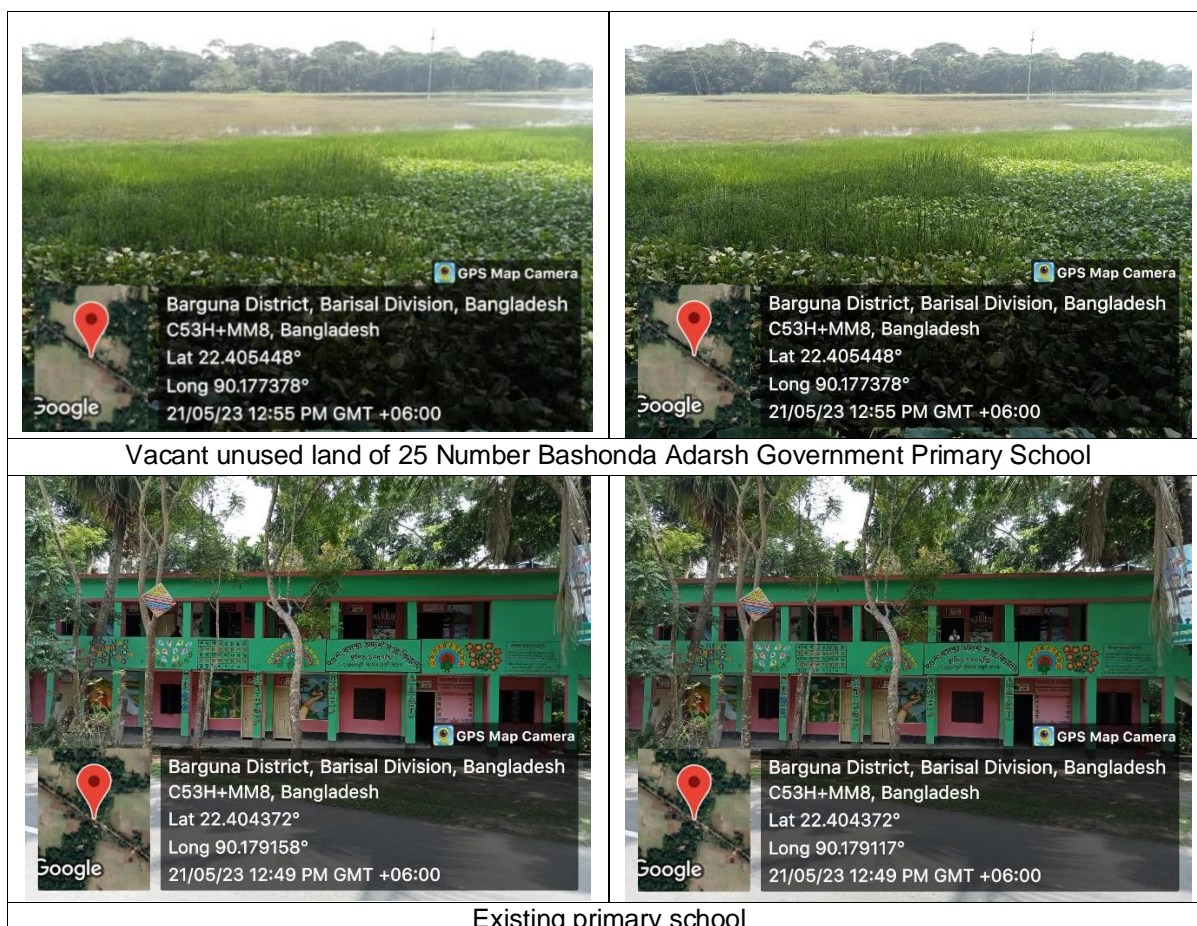 GPS Map Camera
Barguna District, Barisal Division, Bangladesh
C53H+MM8, Bangladesh
Lat 22.405448°
Long 90.177378°
21/05/23 12:55 PM GMT +06:00
Google
GPS Map Camera
Barguna District, Barisal Division, Bangladesh
C53H+MM8, Bangladesh
Lat 22.405448°
Long 90.177378°
21/05/23 12:55 PM GMT +06:00
Google
Vacant unused land of 25 Number Bashonda Adarsh Government Primary School
GPS Map Camera
Barguna District, Barisal Division, Bangladesh
C53H+MM8, Bangladesh
Lat 22.404372°
Long 90.179158°
21/05/23 12:49 PM GMT +06:00
Google
GPS Map Camera
Barguna District, Barisal Division, Bangladesh
C53H+MM8, Bangladesh
Lat 22.404372°
Long 90.179117°
21/05/23 12:49 PM GMT +06:00
Google
Existing primary school